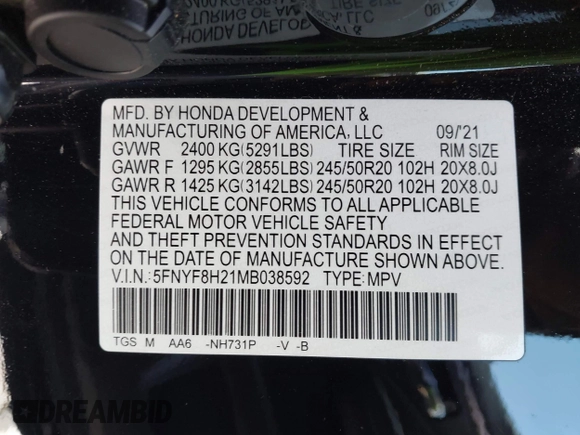 MFD. BY HONDA DEVELOPMENT &
MANUFACTURING OF AMERICA, LLC 09/'21
GVWR 2400 KG(5291LBS) TIRE SIZE RIM SIZE
GAWR F 1295 KG(2855LBS) 245/50R20 102H 20X8.0J
GAWR R 1425 KG(3142LBS) 245/50R20 102H 20X8.0J
THIS VEHICLE CONFORMS TO ALL APPLICABLE
FEDERAL MOTOR VEHICLE SAFETY
AND THEFT PREVENTION STANDARDS IN EFFECT
ON THE DATE OF MANUFACTURE SHOWN ABOVE.
V.I.N.: 5FNYF8H21MB038592 TYPE: MPV
TGS M AA6 -NH731P -V -B
DREAMBID